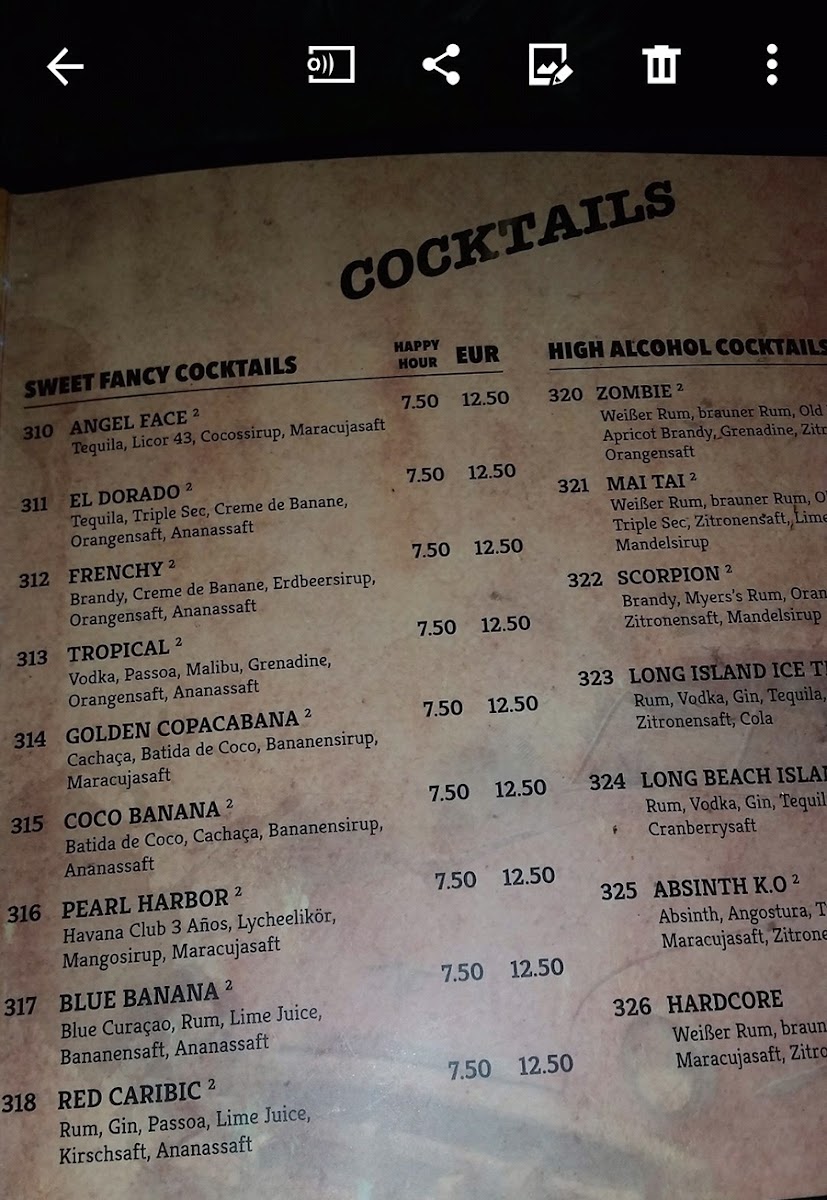 COCKTAILS
SWEET FANCY COCKTAILS
HAPPY HOUR
EUR
310 ANGEL FACE 2 7.50 12.50
Tequila, Licor 43, Cocossirup, Maracujasaft
311 EL DORADO 2 7.50 12.50
Tequila, Triple Sec, Creme de Banane,
Orangensaft, Ananassaft
312 FRENCHY 2 7.50 12.50
Brandy, Creme de Banane, Erdbeersirup,
Orangensaft, Ananassaft
313 TROPICAL 2 7.50 12.50
Vodka, Passoa, Malibu, Grenadine,
Orangensaft, Ananassaft
314 GOLDEN COPACABANA 2 7.50 12.50
Cachaça, Batida de Coco, Bananensirup,
Maracujasaft
315 COCO BANANA 2 7.50 12.50
Batida de Coco, Cachaça, Bananensirup,
Ananassaft
316 PEARL HARBOR 2 7.50 12.50
Havana Club 3 Años, Lycheelikör,
Mangosirup, Maracujasaft
317 BLUE BANANA 2 7.50 12.50
Blue Curaçao, Rum, Lime Juice,
Bananensaft, Ananassaft
318 RED CARIBIC 2 7.50 12.50
Rum, Gin, Passoa, Lime Juice,
Kirschsaft, Ananassaft
HIGH ALCOHOL COCKTAILS
320 ZOMBIE 2
Weißer Rum, brauner Rum, Old
Apricot Brandy, Grenadine,
Orangensaft
321 MAI TAI 2
Weißer Rum, brauner Rum,
Triple Sec, Zitronensaft, Lime
Mandelsirup
322 SCORPION 2
Brandy, Myers's Rum,
Zitronensaft, Mandelsirup
323 LONG ISLAND ICE
Rum, Vodka, Gin, Tequila,
Zitronensaft, Cola
324 LONG BEACH
Rum, Vodka, Gin,
Cranberrysaft
325 ABSINTH K.O 2
Absinth, Angostura,
Maracujasaft,
326 HARDCORE
Weißer Rum,
Maracujasaft,